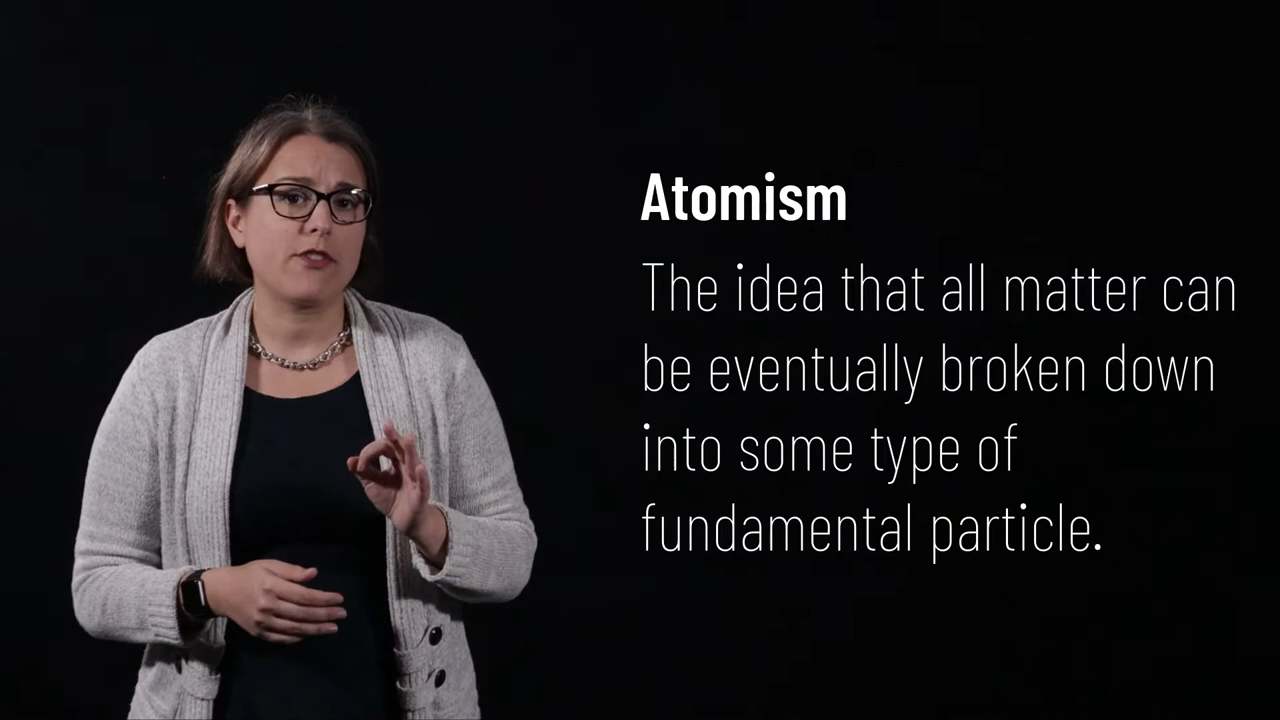 Atomism
The idea that all matter can
be eventually broken down
into some type of
fundamental particle.